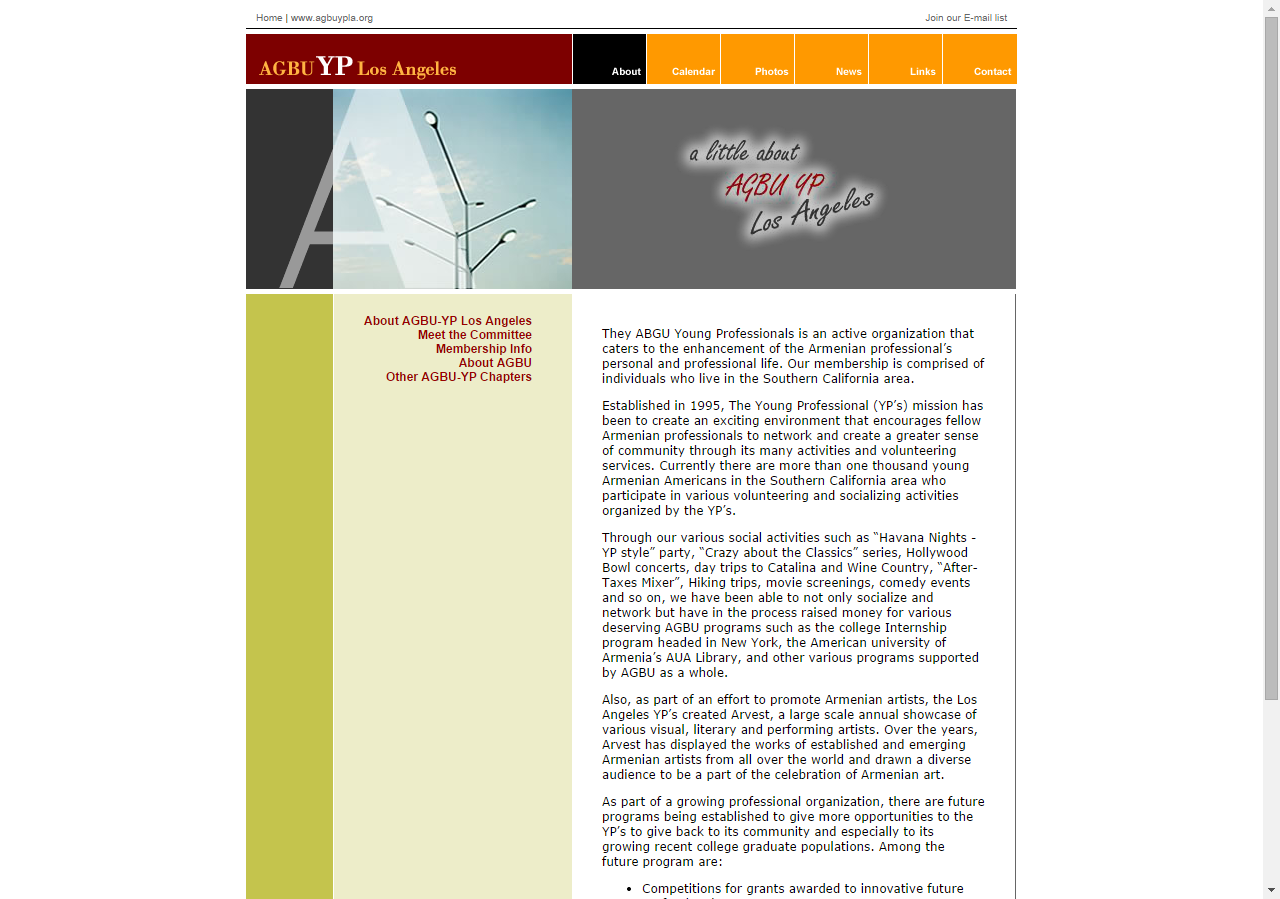 Home | www.agbuypla.org
Join our E-mail list
AGBU YP Los Angeles
About
Calendar
Photos
News
Links
Contact
A
a little about
AGBU YP
Los Angeles
About AGBU-YP Los Angeles
Meet the Committee
Membership Info
About AGBU
Other AGBU-YP Chapters
They ABGU Young Professionals is an active organization that
caters to the enhancement of the Armenian professional’s
personal and professional life. Our membership is comprised of
individuals who live in the Southern California area.
Established in 1995, The Young Professional (YP’s) mission has
been to create an exciting environment that encourages fellow
Armenian professionals to network and create a greater sense
of community through its many activities and volunteering
services. Currently there are more than one thousand young
Armenian Americans in the Southern California area who
participate in various volunteering and socializing activities
organized by the YP’s.
Through our various social activities such as “Havana Nights -
YP style” party, “Crazy about the Classics” series, Hollywood
Bowl concerts, day trips to Catalina and Wine Country, “After-
Taxes Mixer”, Hiking trips, movie screenings, comedy events
and so on, we have been able to not only socialize and
network but have in the process raised money for various
deserving AGBU programs such as the college Internship
program headed in New York, the American university of
Armenia’s AUA Library, and other various programs supported
by AGBU as a whole.
Also, as part of an effort to promote Armenian artists, the Los
Angeles YP’s created Arvest, a large scale annual showcase of
various visual, literary and performing artists. Over the years,
Arvest has displayed the works of established and emerging
Armenian artists from all over the world and drawn a diverse
audience to be a part of the celebration of Armenian art.
As part of a growing professional organization, there are future
programs being established to give more opportunities to the
YP’s to give back to its community and especially to its
growing recent college graduate populations. Among the
future program are:
• Competitions for grants awarded to innovative future